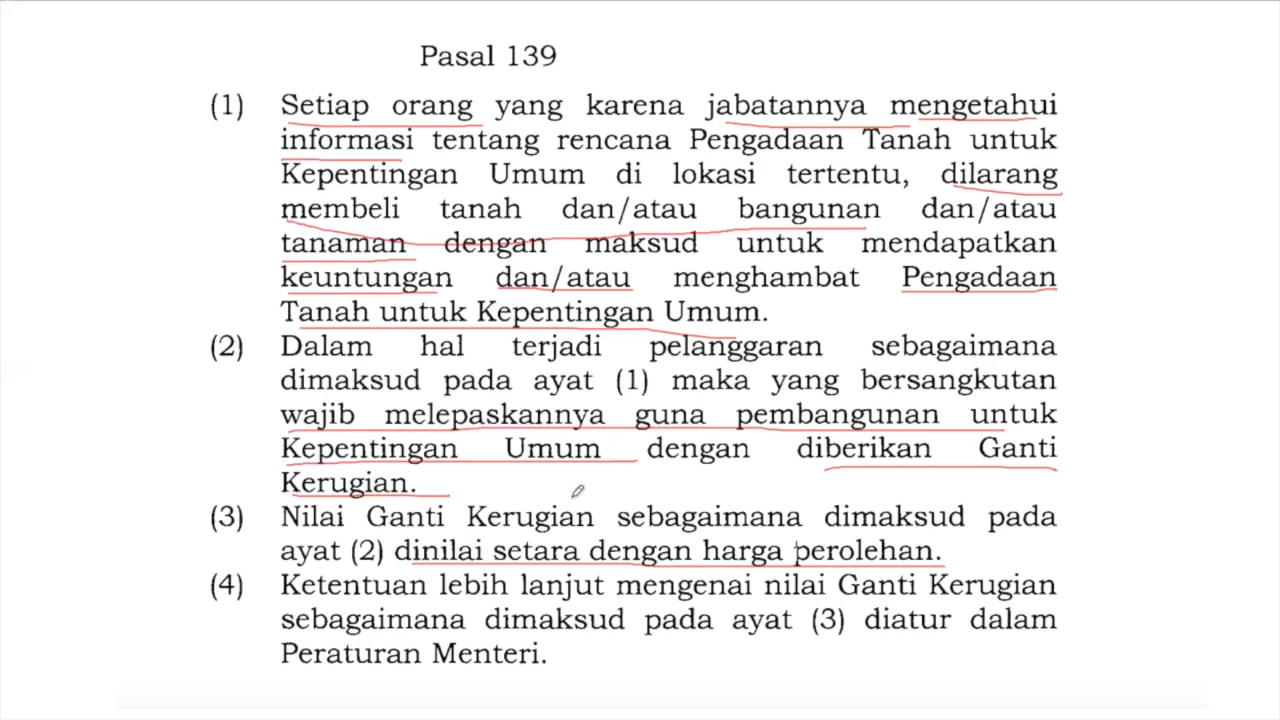 Pasal 139
(1) Setiap orang yang karena jabatannya mengetahui
informasi tentang rencana Pengadaan Tanah untuk
Kepentingan Umum di lokasi tertentu, dilarang
membeli tanah dan/atau bangunan dan/atau
tanaman dengan maksud untuk mendapatkan
keuntungan dan/atau menghambat Pengadaan
Tanah untuk Kepentingan Umum.
(2) Dalam hal terjadi pelanggaran sebagaimana
dimaksud pada ayat (1) maka yang bersangkutan
wajib melepaskannya guna pembangunan untuk
Kepentingan Umum dengan diberikan Ganti
Kerugian.
(3) Nilai Ganti Kerugian sebagaimana dimaksud pada
ayat (2) dinilai setara dengan harga perolehan.
(4) Ketentuan lebih lanjut mengenai nilai Ganti Kerugian
sebagaimana dimaksud pada ayat (3) diatur dalam
Peraturan Menteri.